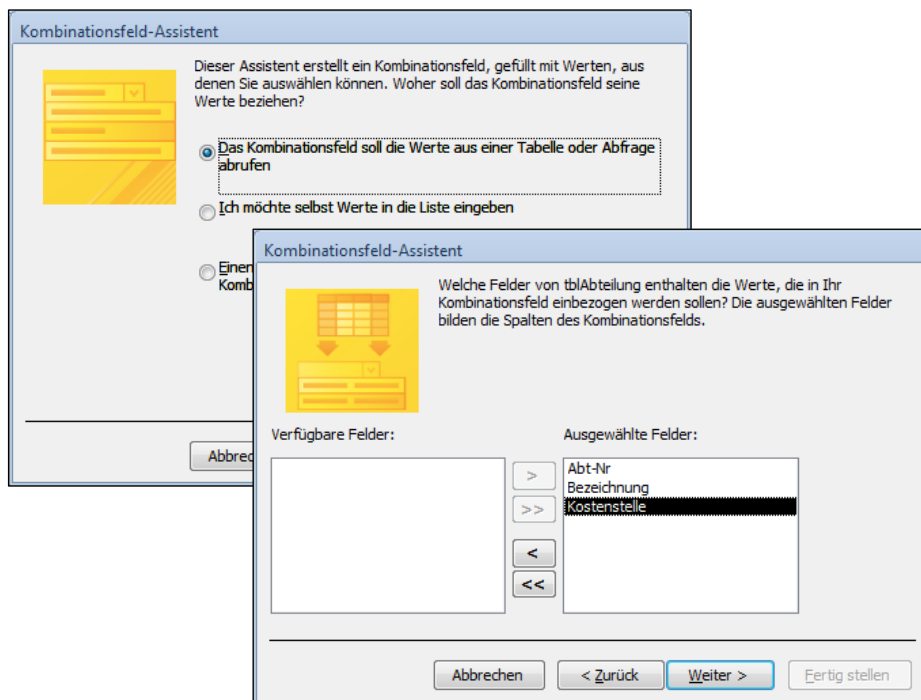 Kombinationsfeld-Assistent
Dieser Assistent erstellt ein Kombinationsfeld, gefüllt mit Werten, aus
denen Sie auswählen können. Woher soll das Kombinationsfeld seine
Werte beziehen?
Das Kombinationsfeld soll die Werte aus einer Tabelle oder Abfrage
abrufen
Ich möchte selbst Werte in die Liste eingeben
Einen
Komb
Abbrec
Kombinationsfeld-Assistent
Welche Felder von tblAbteilung enthalten die Werte, die in Ihr
Kombinationsfeld einbezogen werden sollen? Die ausgewählten Felder
bilden die Spalten des Kombinationsfelds.
Verfügbare Felder:
Ausgewählte Felder:
Abt-Nr
Bezeichnung
Kostenstelle
>
>>
<
<<
Abbrechen
< Zurück
Weiter >
Fertig stellen